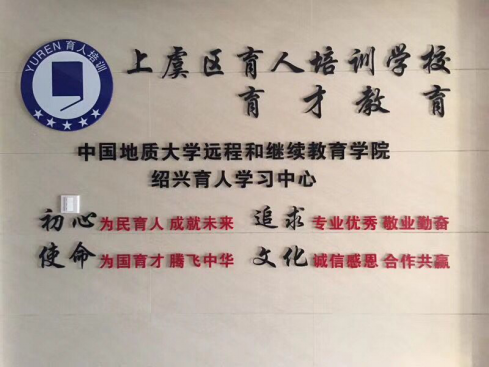 YUREN 育人培训
上虞区育人培训学校
育才教育
中国地质大学远程和继续教育学院
绍兴育人学习中心
初心 为民育人 成就未来 追求 专业优秀 敬业勤奋
使命 为国育才 腾飞中华 文化 诚信感恩 合作共赢